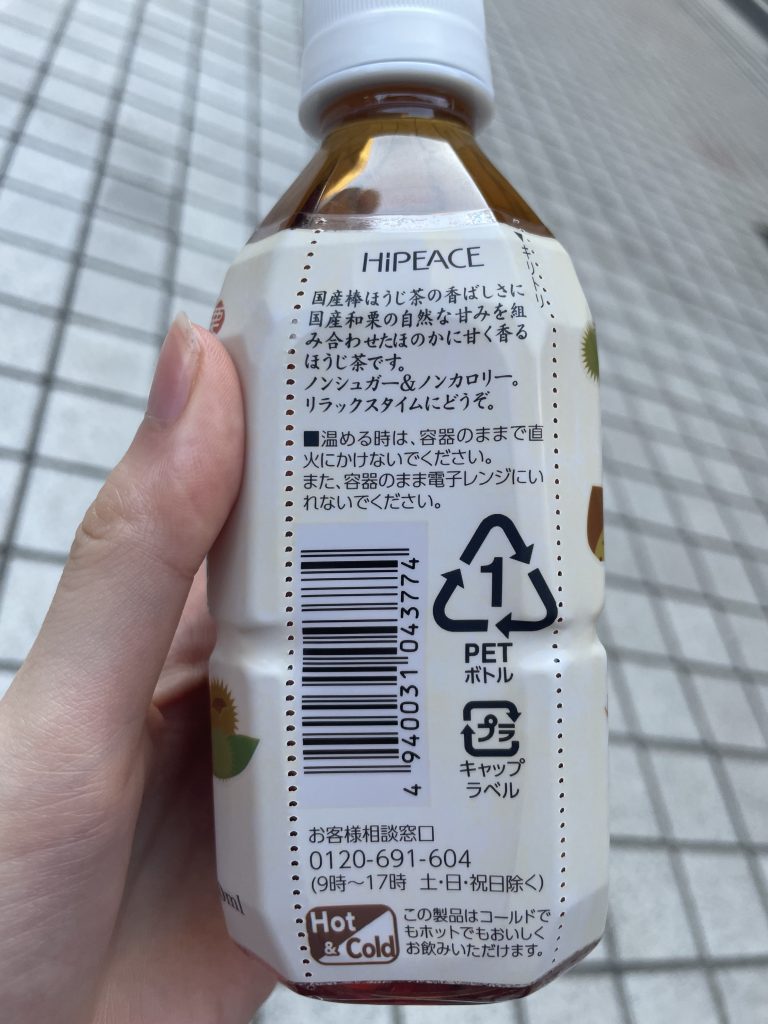 HiPEACE
▼キリトリ
国産棒ほうじ茶の香ばしさに
国産和栗の自然な甘みを組
み合わせたほのかに甘く香る
ほうじ茶です。
ノンシュガー&ノンカロリー。
リラックスタイムにどうぞ。
■温める時は、容器のままで直
火にかけないでください。
また、容器のまま電子レンジにい
れないでください。
4 940031 043774
1
PET
ボトル
プラ
キャップ
ラベル
お客様相談窓口
0120-691-604
(9時～17時 土・日・祝日除く)
Hot
& Cold
この製品はコールドで
もホットでもおいしく
お飲みいただけます。
ml